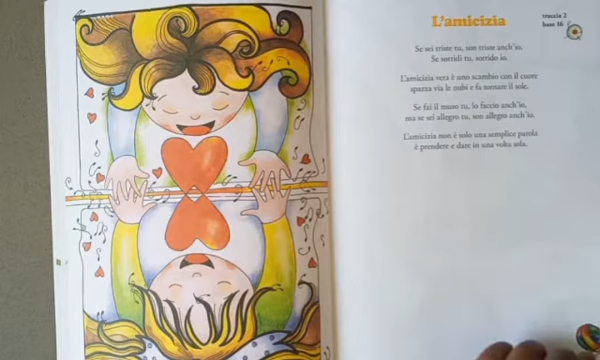 L'amicizia
traccia 2
base 16
Se sei triste tu, son triste anch'io.
Se sorridi tu, sorrido io.
L'amicizia vera è uno scambio con il cuore
spazza via le nubi e fa tornare il sole.
Se fai il muso tu, lo faccio anch'io,
ma se sei allegro tu, son allegro anch'io.
L'amicizia non è solo una semplice parola
è prendere e dare in una volta sola.